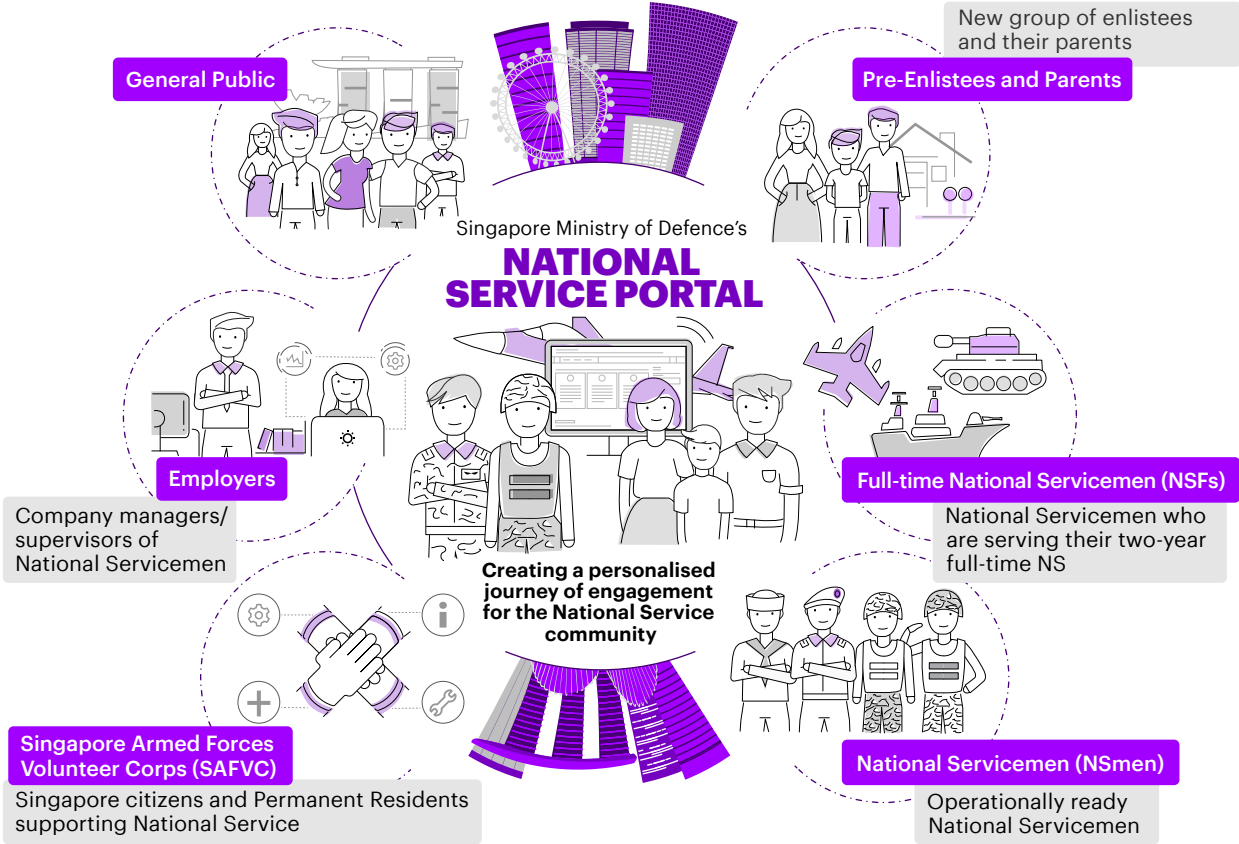 General Public
New group of enlistees
and their parents
Pre-Enlistees and Parents
Singapore Ministry of Defence’s
NATIONAL
SERVICE PORTAL
Employers
Company managers/
supervisors of
National Servicemen
Full-time National Servicemen (NSFs)
National Servicemen who
are serving their two-year
full-time NS
Creating a personalised
journey of engagement
for the National Service
community
Singapore Armed Forces
Volunteer Corps (SAFVC)
Singapore citizens and Permanent Residents
supporting National Service
National Servicemen (NSmen)
Operationally ready
National Servicemen